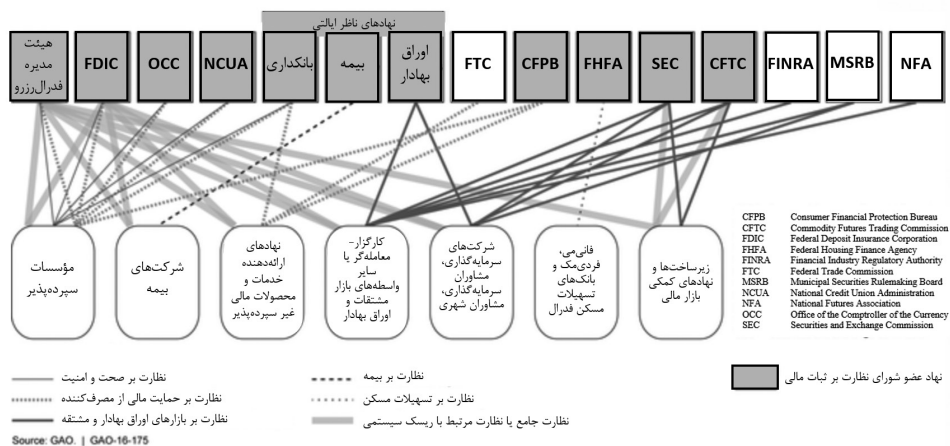 نهادهای ناظر ایالتی
هیئت
مدیره
فدرال‌رزرو
FDIC
OCC
NCUA
بانکداری
بیمه
اوراق
بهادار
FTC
CFPB
FHFA
SEC
CFTC
FINRA
MSRB
NFA
مؤسسات
سپرده‌پذیر
شرکت‌های
بیمه
نهادهای
ارائه‌دهنده
خدمات و
محصولات مالی
غیر سپرده‌پذیر
کارگزار-
معامله‌گر یا
سایر
واسطه‌های بازار
مشتقات و
اوراق بهادار
شرکت‌های
سرمایه‌گذاری،
مشاوران
سرمایه‌گذاری،
مشاوران شهری
فانی‌می،
فردی‌مک و
بانک‌های
تسهیلات
مسکن فدرال
زیرساخت‌ها و
نهادهای کمکی
بازار مالی
CFPB Consumer Financial Protection Bureau
CFTC Commodity Futures Trading Commission
FDIC Federal Deposit Insurance Corporation
FHFA Federal Housing Finance Agency
FINRA Financial Industry Regulatory Authority
FTC Federal Trade Commission
MSRB Municipal Securities Rulemaking Board
NCUA National Credit Union Administration
NFA National Futures Association
OCC Office of the Comptroller of the Currency
SEC Securities and Exchange Commission
نظارت بر صحت و امنیت
نظارت بر حمایت مالی از مصرف‌کننده
نظارت بر بازارهای اوراق بهادار و مشتقه
نظارت بر بیمه
نظارت بر تسهیلات مسکن
نظارت جامع یا نظارت مرتبط با ریسک سیستمی
نهاد عضو شورای نظارت بر ثبات مالی
Source: GAO. | GAO-16-175